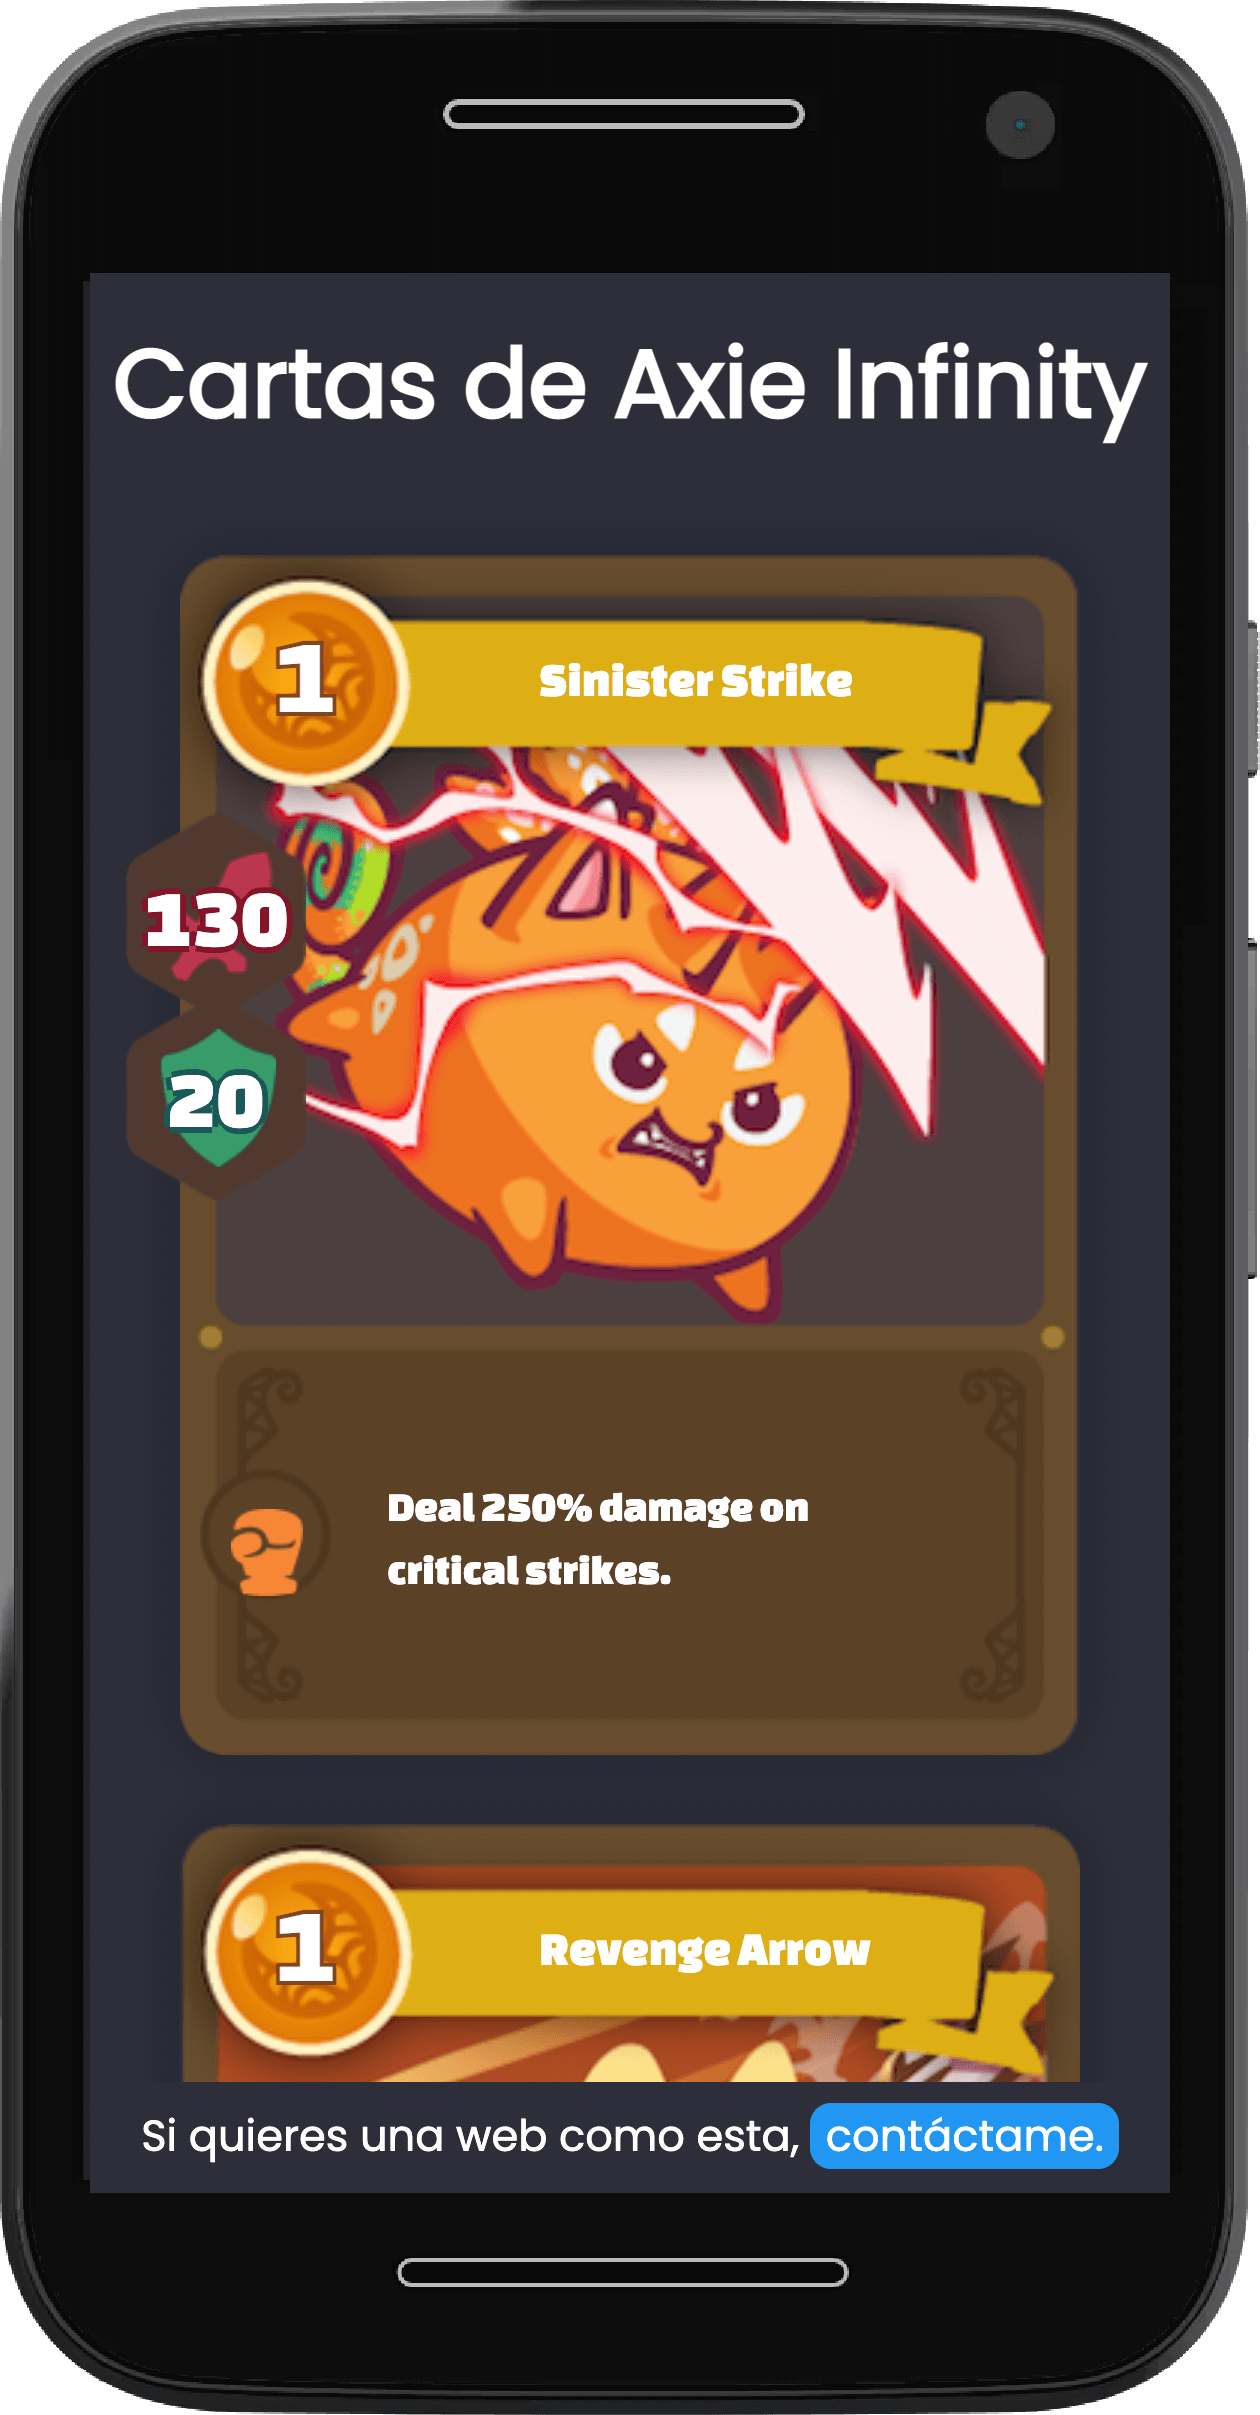 Cartas de Axie Infinity
1
Sinister Strike
130
20
Deal 250% damage on
critical strikes.
1
Revenge Arrow
Si quieres una web como esta, contáctame.